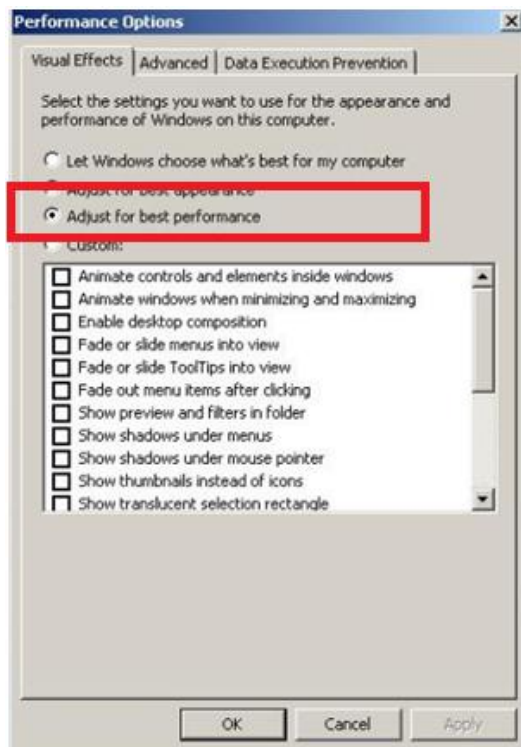 Performance Options
Visual Effects Advanced Data Execution Prevention
Select the settings you want to use for the appearance and
performance of Windows on this computer.
Let Windows choose what's best for my computer
Adjust for best appearance
Adjust for best performance
Custom:
Animate controls and elements inside windows
Animate windows when minimizing and maximizing
Enable desktop composition
Fade or slide menus into view
Fade or slide ToolTips into view
Fade out menu items after clicking
Show preview and filters in folder
Show shadows under menus
Show shadows under mouse pointer
Show thumbnails instead of icons
Show translucent selection rectangle
OK Cancel Apply